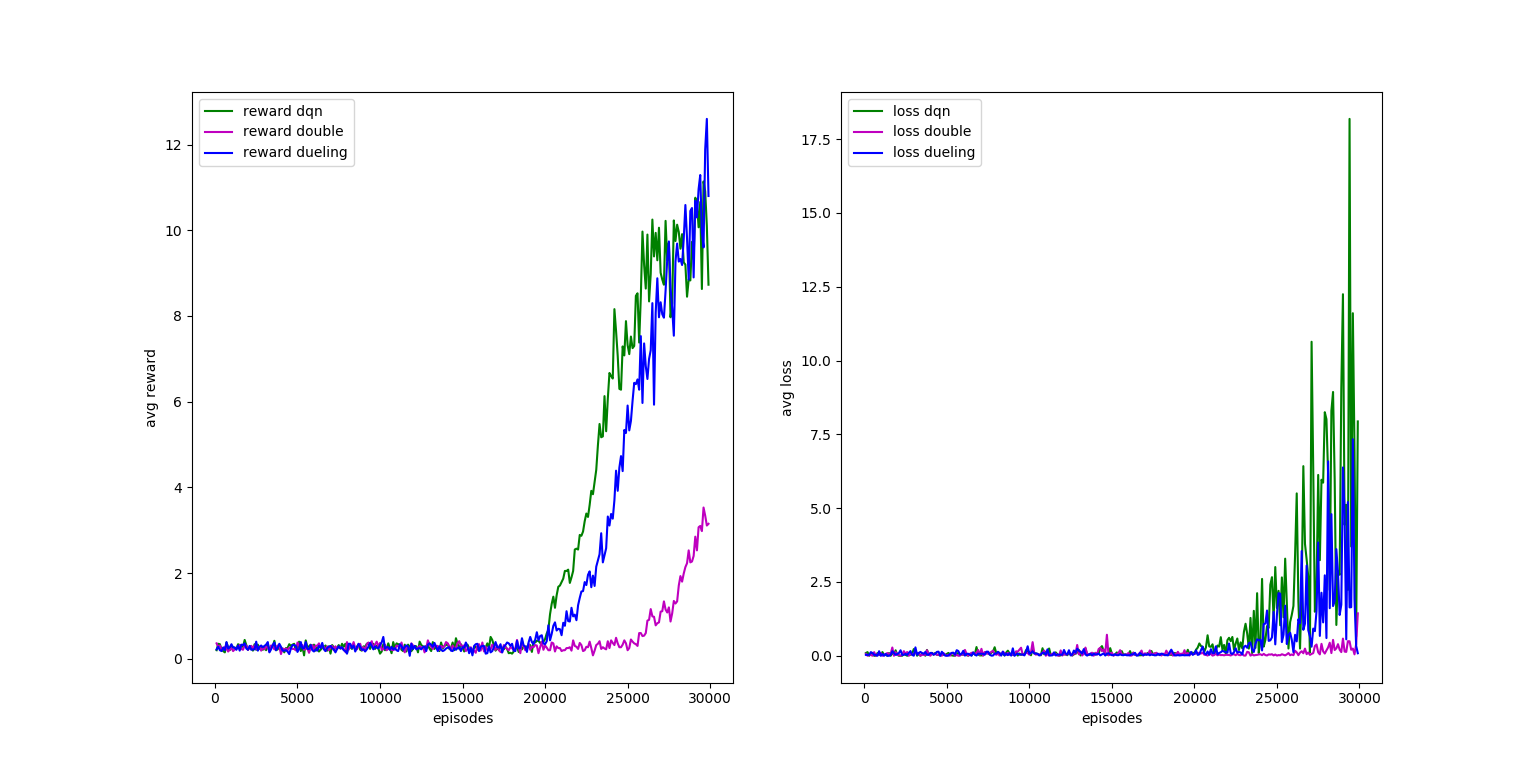 reward dqn
reward double
reward dueling
12
10
8
6
4
2
0
avg reward
0 5000 10000 15000 20000 25000 30000
episodes
loss dqn
loss double
loss dueling
17.5
15.0
12.5
10.0
7.5
5.0
2.5
0.0
avg loss
0 5000 10000 15000 20000 25000 30000
episodes